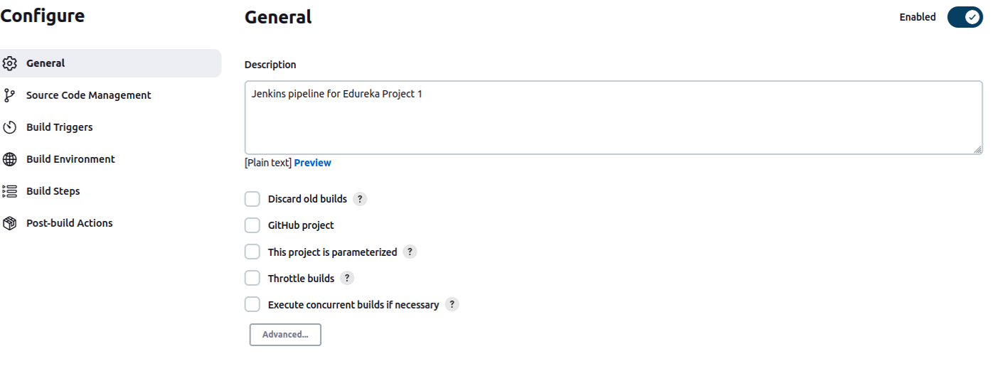 Configure
General
Source Code Management
Build Triggers
Build Environment
Build Steps
Post-build Actions
General
Enabled
Description
Jenkins pipeline for Edureka Project 1
[Plain text] Preview
Discard old builds ?
GitHub project
This project is parameterized ?
Throttle builds ?
Execute concurrent builds if necessary ?
Advanced...